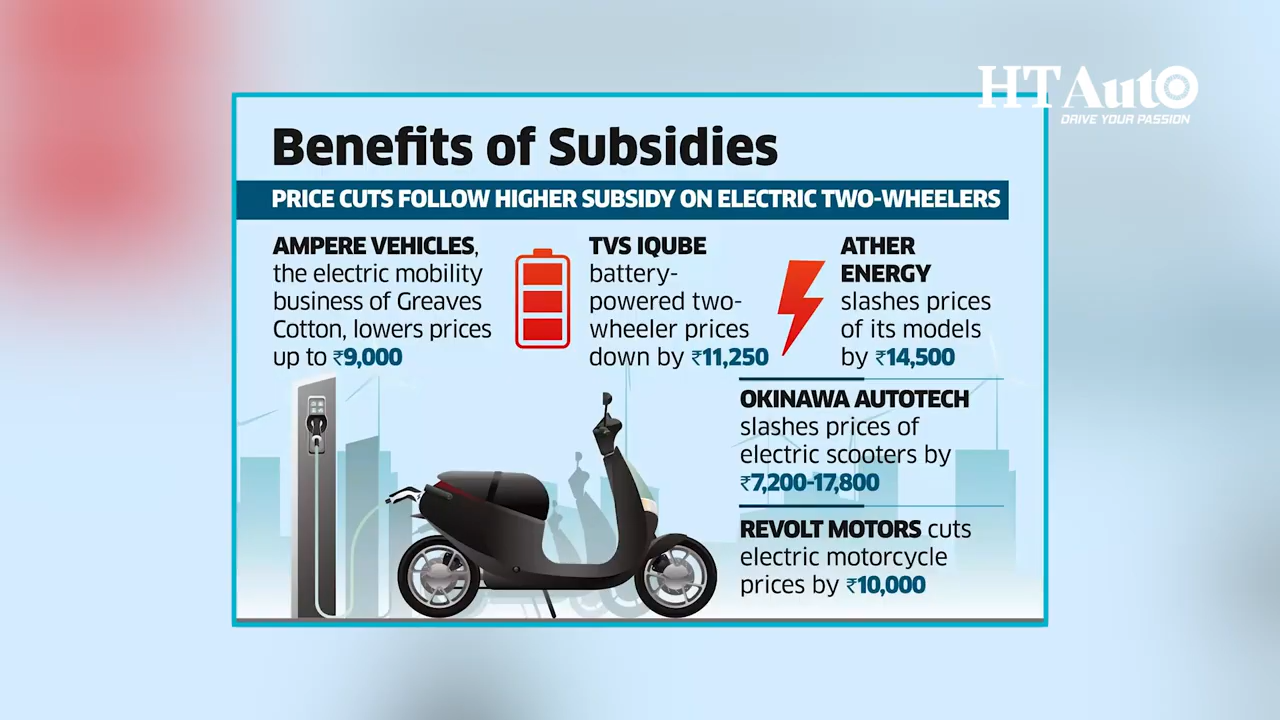 HT Auto
DRIVE YOUR PASSION
Benefits of Subsidies
PRICE CUTS FOLLOW HIGHER SUBSIDY ON ELECTRIC TWO-WHEELERS
AMPERE VEHICLES,
the electric mobility
business of Greaves
Cotton, lowers prices
up to ₹9,000
TVS IQUBE
battery-
powered two-
wheeler prices
down by ₹11,250
ATHER
ENERGY
slashes prices
of its models
by ₹14,500
OKINAWA AUTOTECH
slashes prices of
electric scooters by
₹7,200-17,800
REVOLT MOTORS cuts
electric motorcycle
prices by ₹10,000